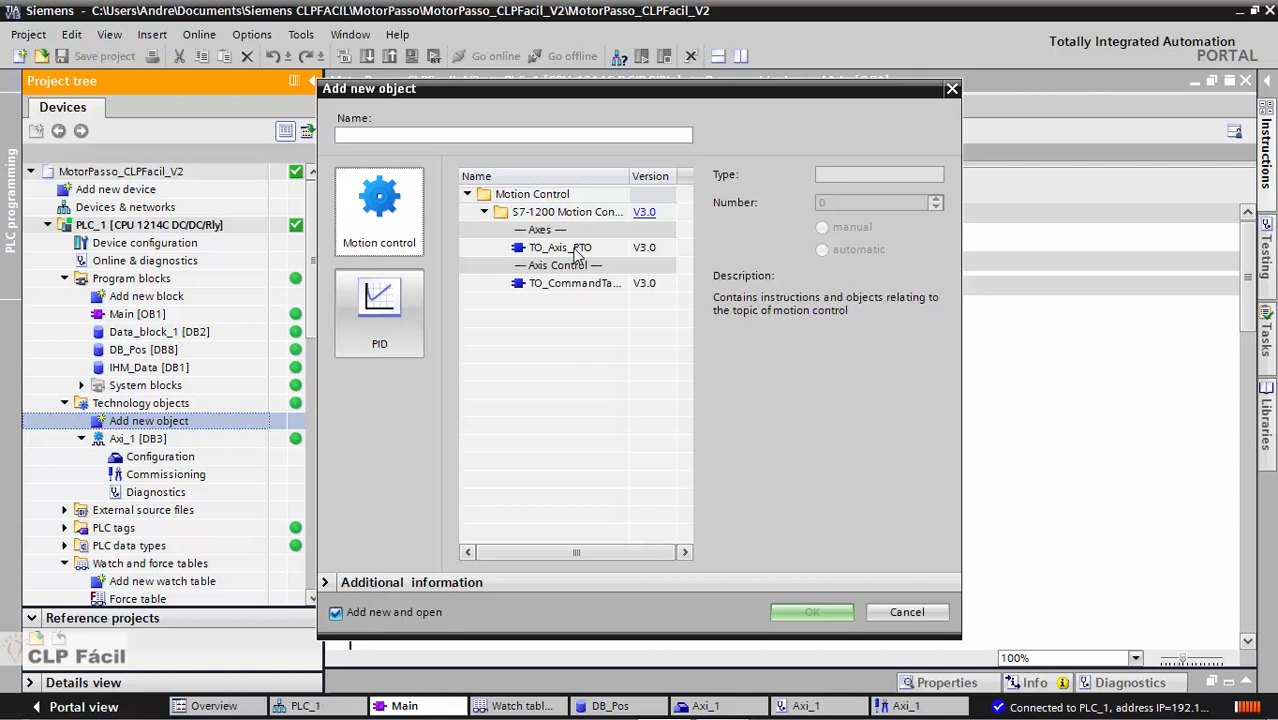 Siemens - C:\Users\Andre\Documents\Siemens CLPFACIL\MotorPasso\MotorPasso_CLPFacil_V2\MotorPasso_CLPFacil_V2
Project Edit View Insert Online Options Tools Window Help
Totally Integrated Automation
PORTAL
Save project
Go online
Go offline
Project tree
Devices
PLC programming
MotorPasso_CLPFacil_V2
Add new device
Devices & networks
PLC_1 [CPU 1214C DC/DC/Rly]
Device configuration
Online & diagnostics
Program blocks
Add new block
Main [OB1]
Data_block_1 [DB2]
DB_Pos [DB8]
IHM_Data [DB1]
System blocks
Technology objects
Add new object
Axi_1 [DB3]
Configuration
Commissioning
Diagnostics
External source files
PLC tags
PLC data types
Watch and force tables
Add new watch table
Force table
Reference projects
CLP Fácil
Details view
Add new object
Name:
Motion control
PID
Name Version
Motion Control
S7-1200 Motion Con... V3.0
--- Axes ---
TO_Axis_PTO V3.0
--- Axis Control ---
TO_CommandTa... V3.0
Type:
Number: 0
manual
automatic
Description:
Contains instructions and objects relating to
the topic of motion control
Additional information
Add new and open
OK
Cancel
Instructions
Testing
Tasks
Libraries
100%
Properties
Info
Diagnostics
Portal view
Overview
PLC_1
Main
Watch tabl...
DB_Pos
Axi_1
Axi_1
Axi_1
Connected to PLC_1, address IP=192.1...